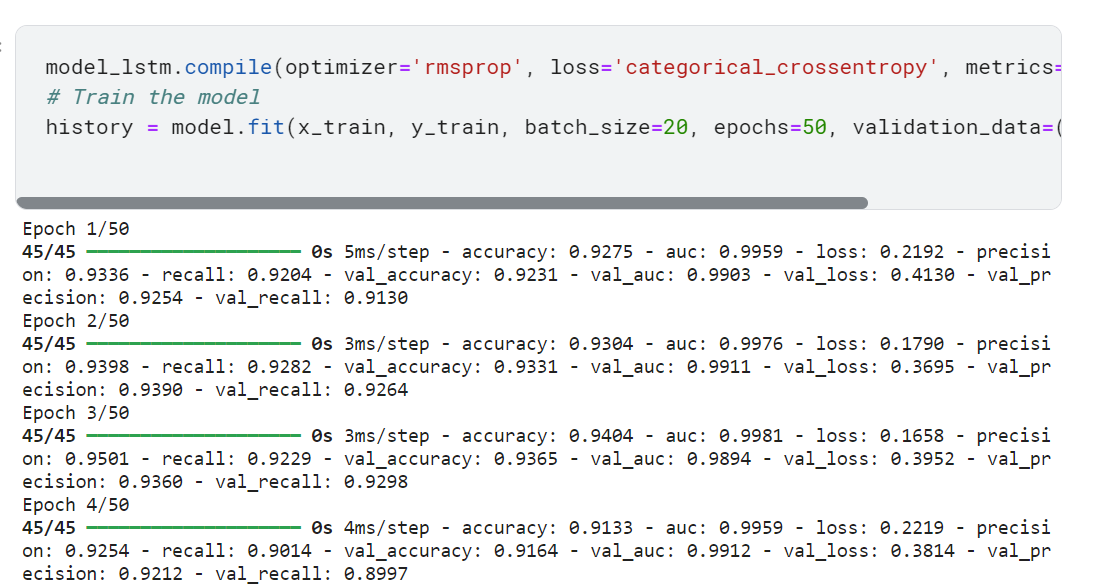 model_lstm.compile(optimizer='rmsprop', loss='categorical_crossentropy', metrics=
# Train the model
history = model.fit(x_train, y_train, batch_size=20, epochs=50, validation_data=(
Epoch 1/50
45/45 ━━━━━━━━━━━━━━━━━━━━ 0s 5ms/step - accuracy: 0.9275 - auc: 0.9959 - loss: 0.2192 - precisi
on: 0.9336 - recall: 0.9204 - val_accuracy: 0.9231 - val_auc: 0.9903 - val_loss: 0.4130 - val_pr
ecision: 0.9254 - val_recall: 0.9130
Epoch 2/50
45/45 ━━━━━━━━━━━━━━━━━━━━ 0s 3ms/step - accuracy: 0.9304 - auc: 0.9976 - loss: 0.1790 - precisi
on: 0.9398 - recall: 0.9282 - val_accuracy: 0.9331 - val_auc: 0.9911 - val_loss: 0.3695 - val_pr
ecision: 0.9390 - val_recall: 0.9264
Epoch 3/50
45/45 ━━━━━━━━━━━━━━━━━━━━ 0s 3ms/step - accuracy: 0.9404 - auc: 0.9981 - loss: 0.1658 - precisi
on: 0.9501 - recall: 0.9229 - val_accuracy: 0.9365 - val_auc: 0.9894 - val_loss: 0.3952 - val_pr
ecision: 0.9360 - val_recall: 0.9298
Epoch 4/50
45/45 ━━━━━━━━━━━━━━━━━━━━ 0s 4ms/step - accuracy: 0.9133 - auc: 0.9959 - loss: 0.2219 - precisi
on: 0.9254 - recall: 0.9014 - val_accuracy: 0.9164 - val_auc: 0.9912 - val_loss: 0.3814 - val_pr
ecision: 0.9212 - val_recall: 0.8997